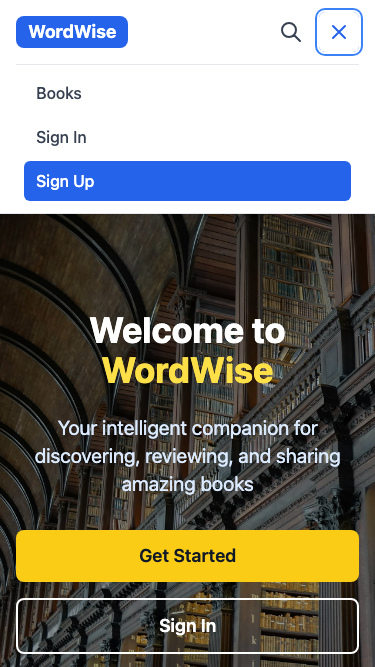 WordWise
Books
Sign In
Sign Up
Welcome to
WordWise
Your intelligent companion for
discovering, reviewing, and sharing
amazing books
Get Started
Sign In